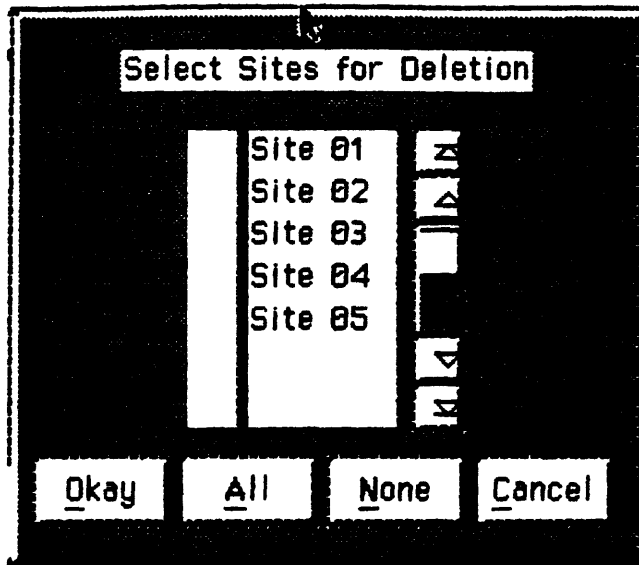 Select Sites for Deletion
Site 01
Site 02
Site 03
Site 04
Site 05
Okay All None Cancel